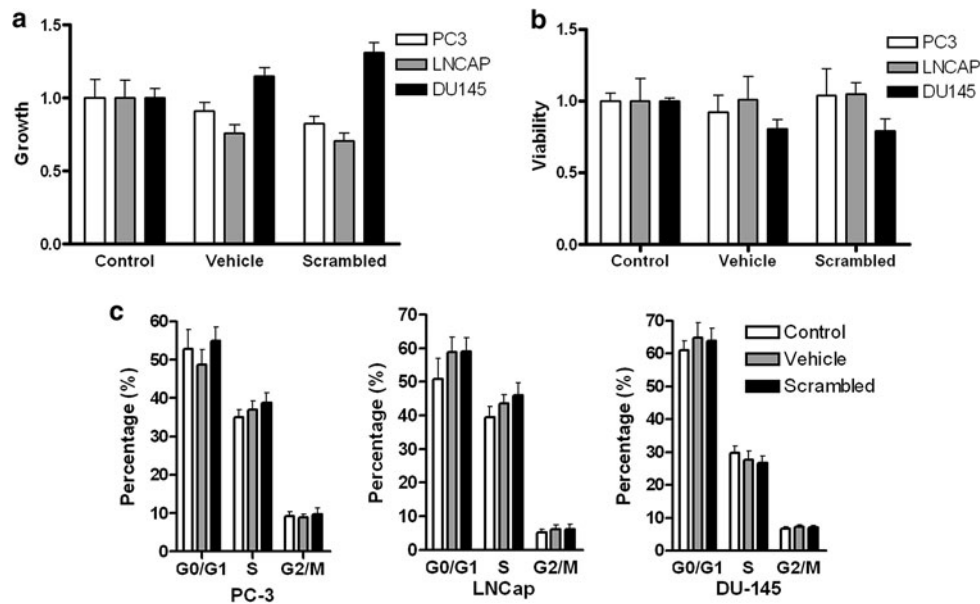 a
Growth
1.5
1.0
0.5
0.0
Control Vehicle Scrambled
PC3
LNCAP
DU145
b
Viability
1.5
1.0
0.5
0.0
Control Vehicle Scrambled
PC3
LNCAP
DU145
c
Percentage (%)
60
50
40
30
20
10
0
G0/G1 S G2/M
PC-3
Percentage (%)
70
60
50
40
30
20
10
0
G0/G1 S G2/M
LNCap
Percentage (%)
70
60
50
40
30
20
10
0
G0/G1 S G2/M
DU-145
Control
Vehicle
Scrambled